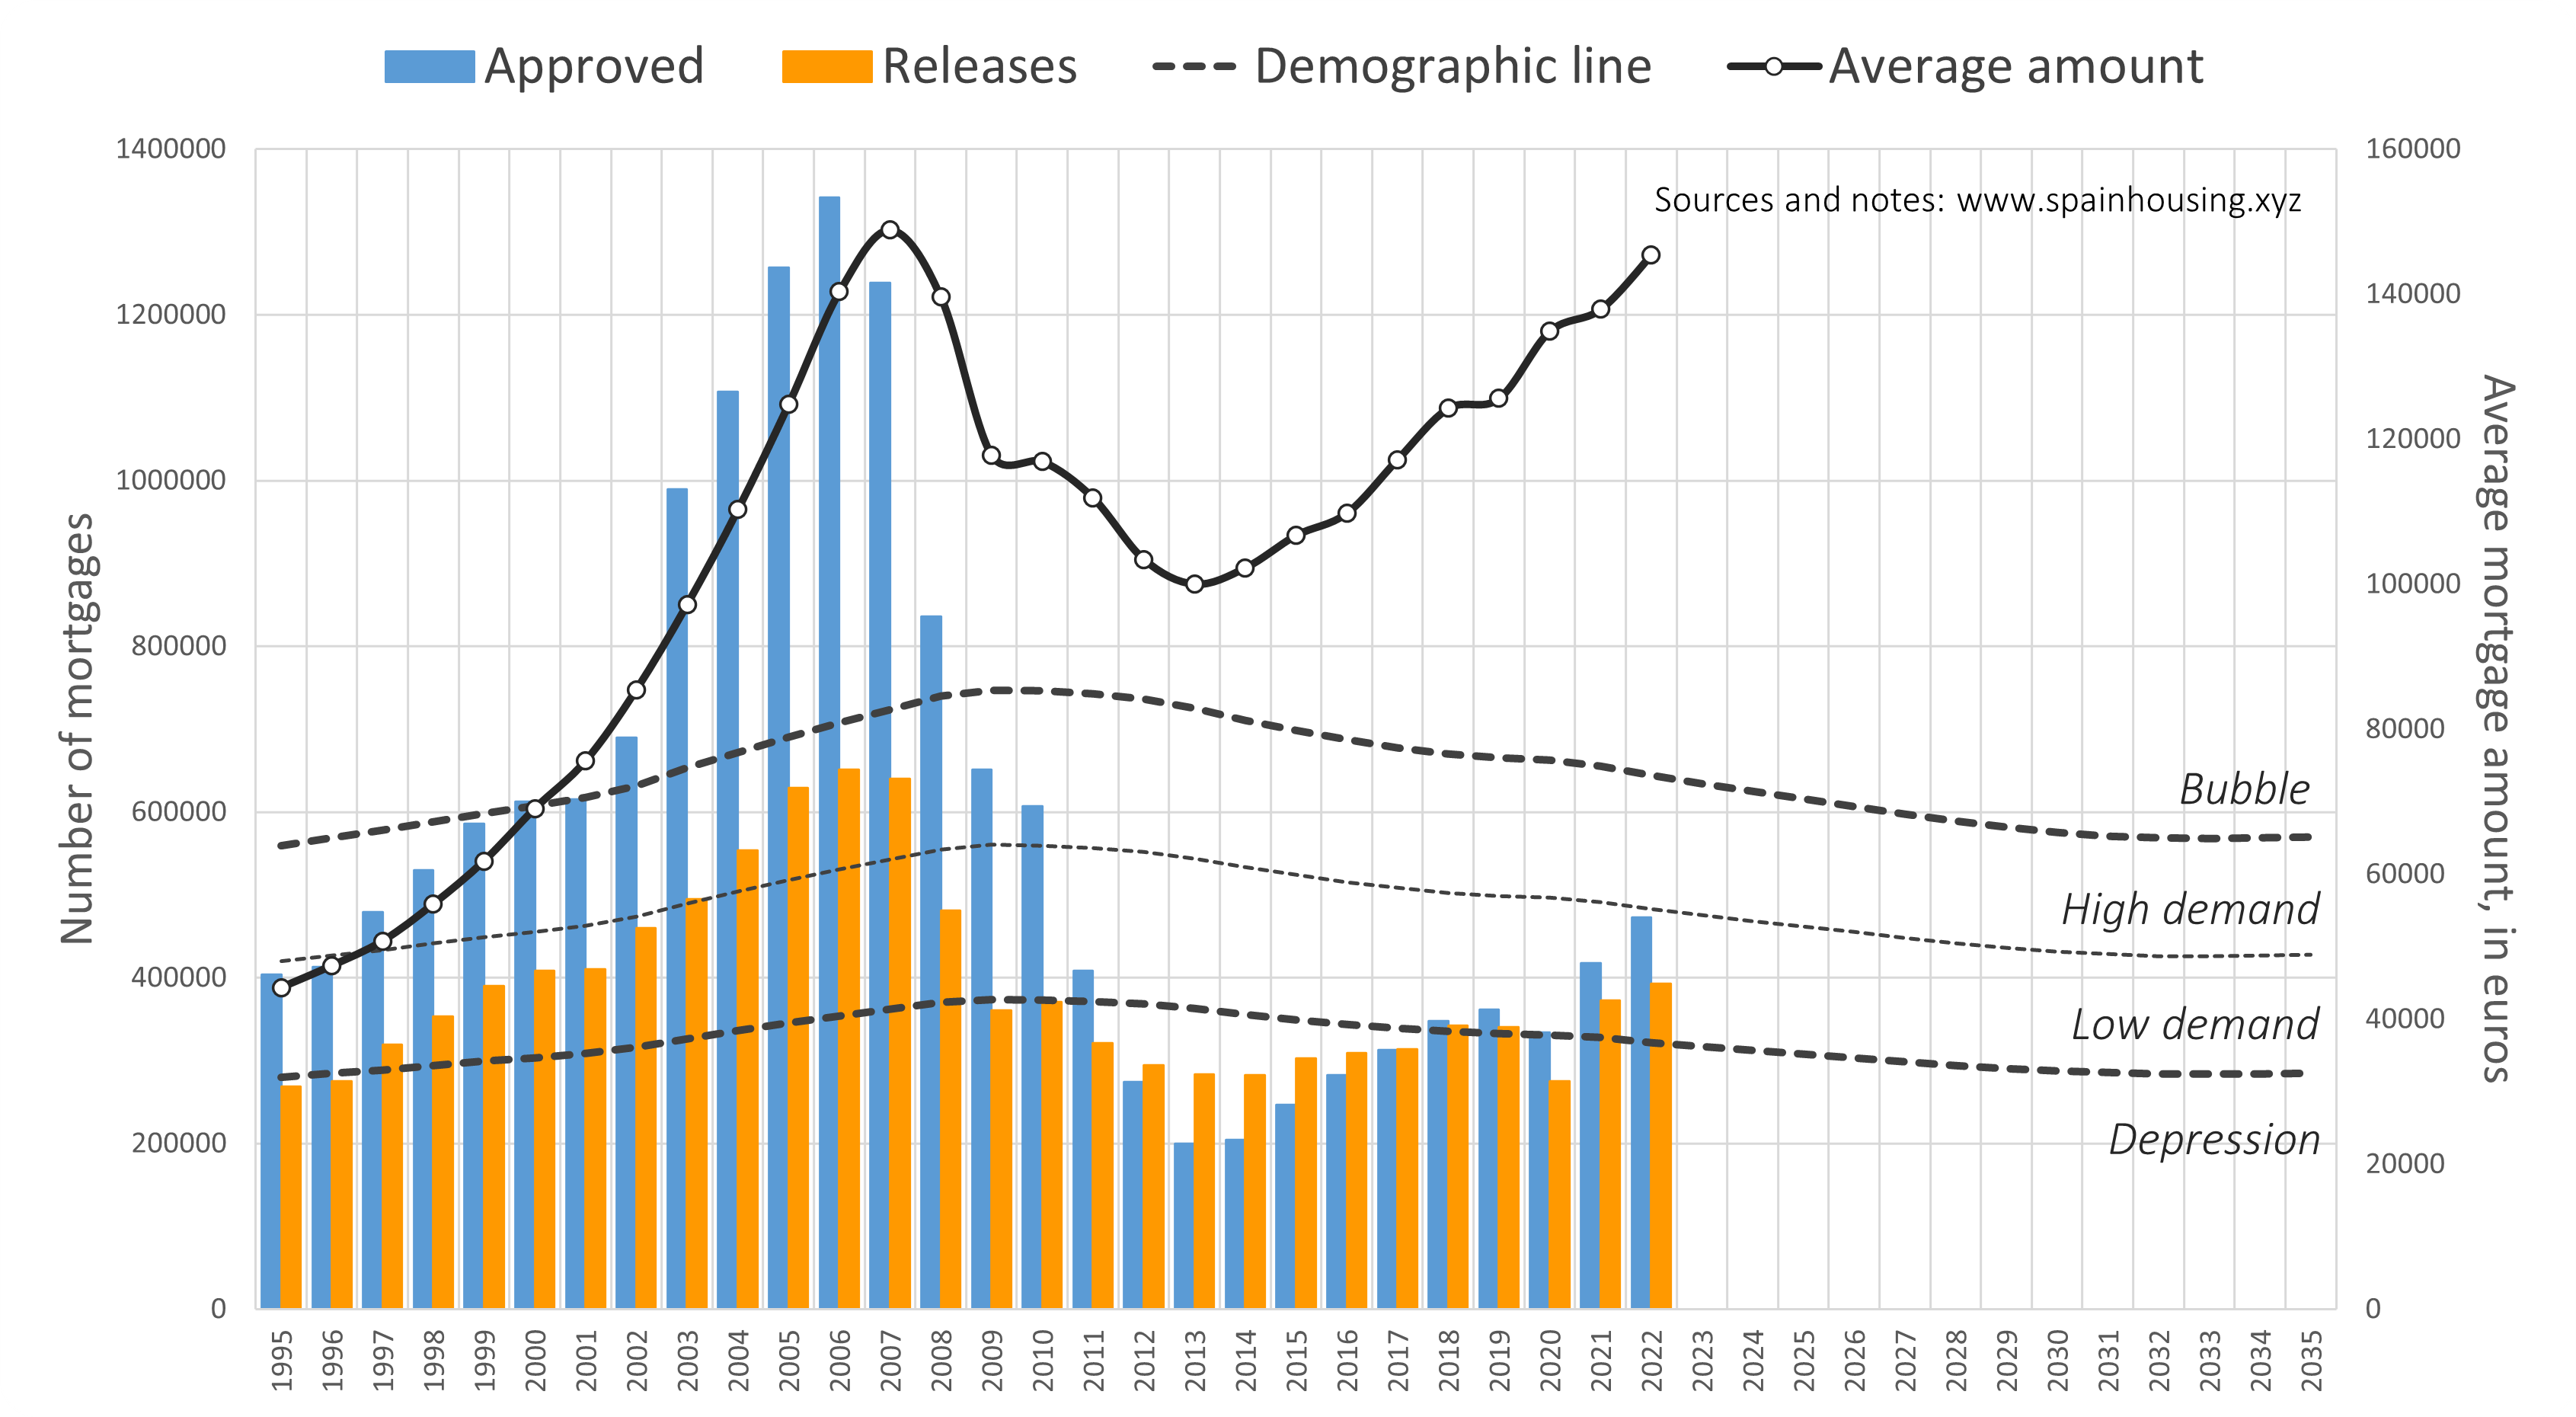 Approved Releases Demographic line Average amount
Sources and notes: www.spainhousing.xyz
Number of mortgages
1400000
1200000
1000000
800000
600000
400000
200000
0
160000
140000
120000
100000
80000
60000
40000
20000
0
Average mortgage amount, in euros
Bubble
High demand
Low demand
Depression
1995 1996 1997 1998 1999 2000 2001 2002 2003 2004 2005 2006 2007 2008 2009 2010 2011 2012 2013 2014 2015 2016 2017 2018 2019 2020 2021 2022 2023 2024 2025 2026 2027 2028 2029 2030 2031 2032 2033 2034 2035